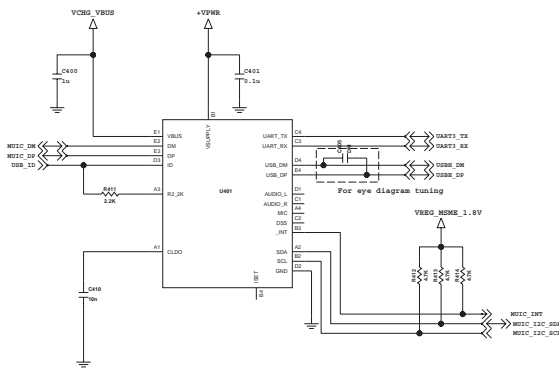 VCHG_VBUS
+VPWR
C400
1u
C401
0.1u
B1
VSUPPLY
E1
VBUS
UART_TX
C4
UART3_TX
MUIC_DM
E2
DM
UART_RX
C3
UART3_RX
MUIC_DP
E3
DP
USB_ID
D3
ID
USB_DM
D4
USBH_DM
USB_DP
E4
USBH_DP
For eye diagram tuning
R411
2.2K
A3
R2_2K
U401
AUDIO_L
D1
AUDIO_R
C1
MIC
A4
DSS
C2
_INT
B3
VREG_MSME_1.8V
A1
CLDO
SDA
A2
SCL
B2
GND
D2
ISET
B4
R412
4.7K
R413
4.7K
R414
4.7K
C410
10n
MUIC_INT
MUIC_I2C_SDA
MUIC_I2C_SCL